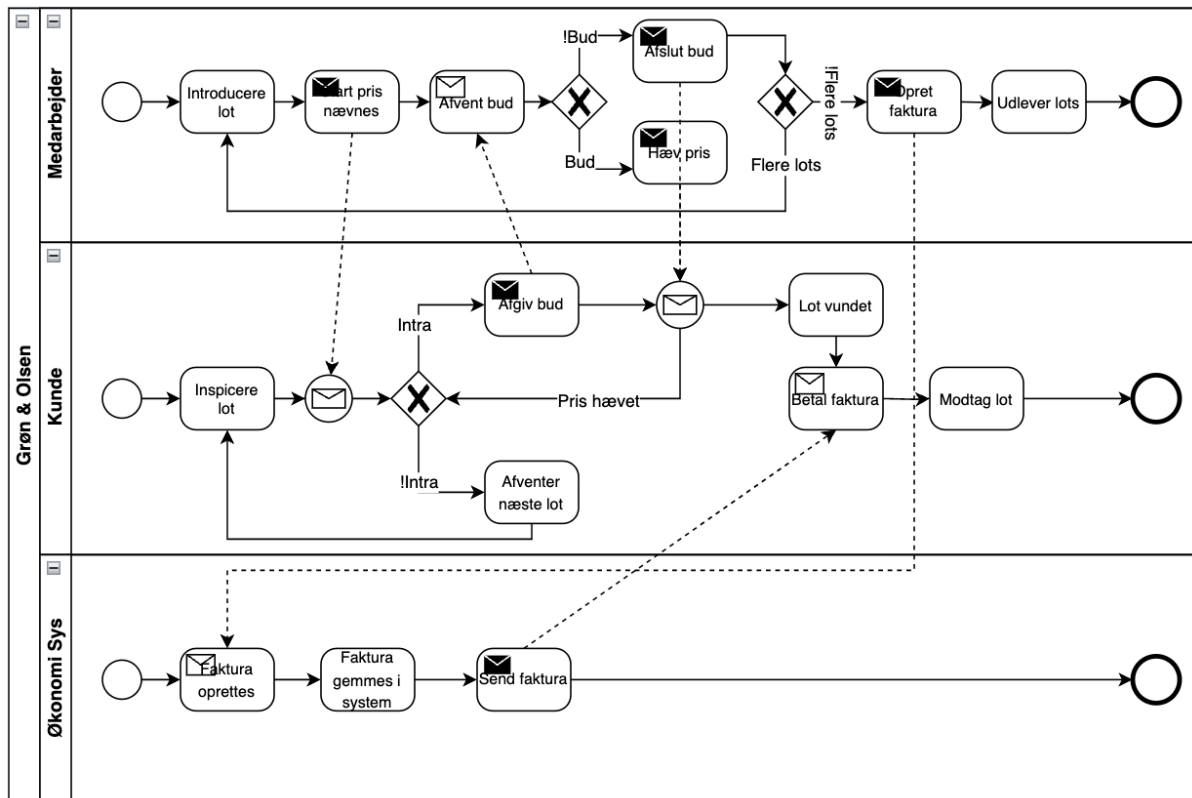 Grøn & Olsen
Medarbejder
Introducere
lot
Start pris
nævnes
Afvent bud
!Bud
Bud
Afslut bud
Hæv pris
!Flere lots
Flere lots
Opret
faktura
Udlever lots
Kunde
Inspicere
lot
Intra
!Intra
Afgiv bud
Afventer
næste lot
Pris hævet
Lot vundet
Betal faktura
Modtag lot
Økonomi Sys
Faktura
oprettes
Faktura
gemmes i
system
Send faktura